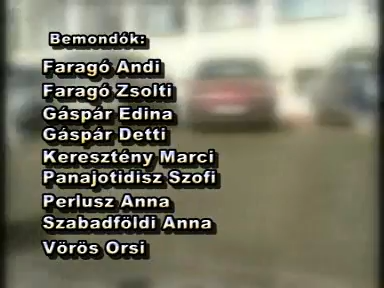 Bemondók:
Faragó Andi
Faragó Zsolti
Gáspár Edina
Gáspár Detti
Keresztény Marci
Panajotidisz Szofi
Perlusz Anna
Szabadföldi Anna
Vörös Orsi